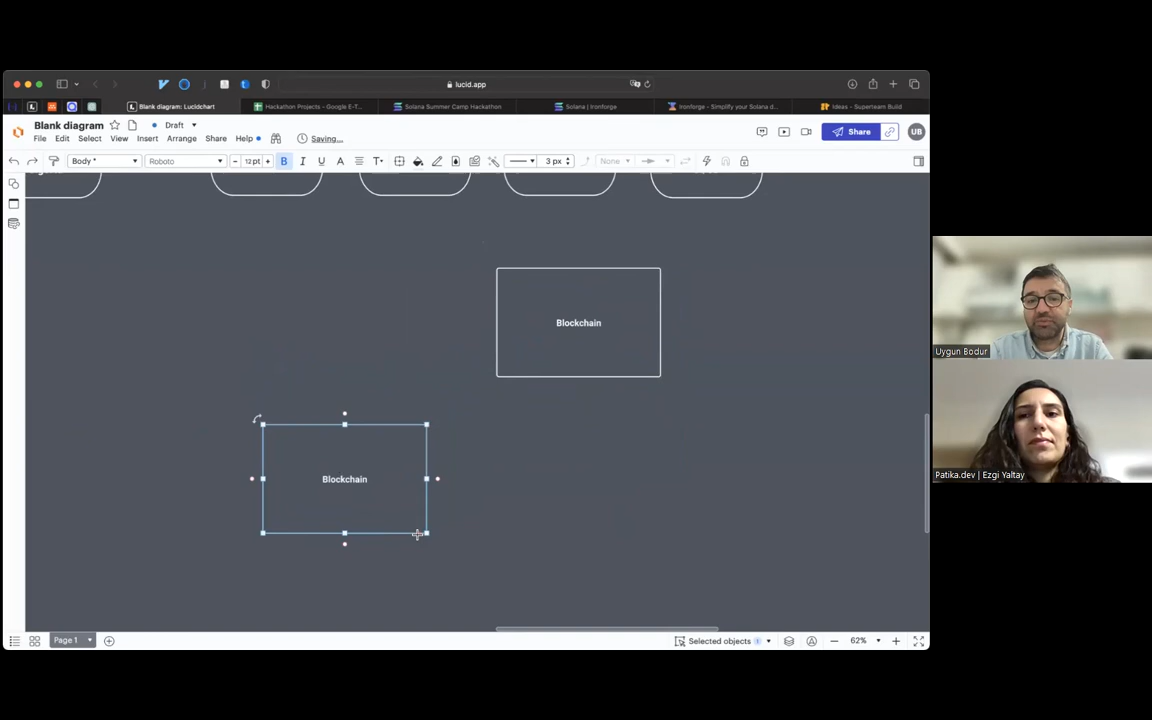 lucid.app
Blank diagram: Lucidchart
Hackathon Projects - Google E-T...
Solana Summer Camp Hackathon
Solana | Ironforge
Ironforge - Simplify your Solana d...
Ideas – Superteam Build
Blank diagram
Draft
File Edit Select View Insert Arrange Share Help
Saving...
Share
UB
Body *
Roboto
12 pt
B I U A T
3 px
None
Blockchain
Blockchain
Uygun Bodur
Patika.dev | Ezgi Yaltay
Page 1
Selected objects 1
62%